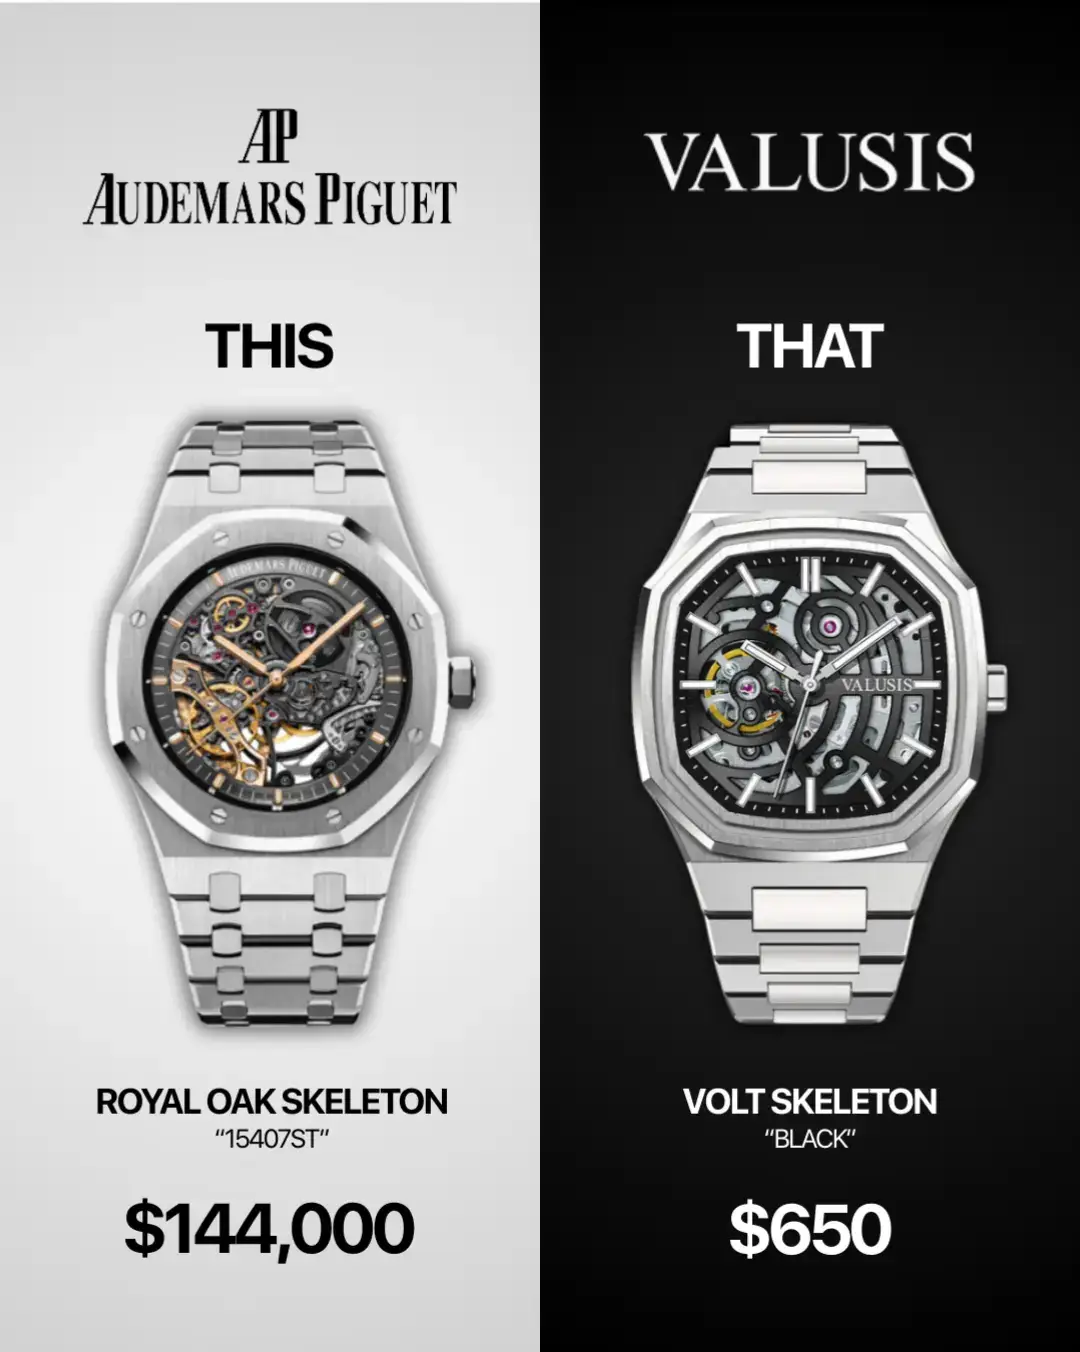 AP
AUDEMARS PIGUET
THIS
AUDEMARS PIGUET
ROYAL OAK SKELETON
“15407ST”
$144,000
VALUSIS
THAT
VALUSIS
VOLT SKELETON
“BLACK”
$650